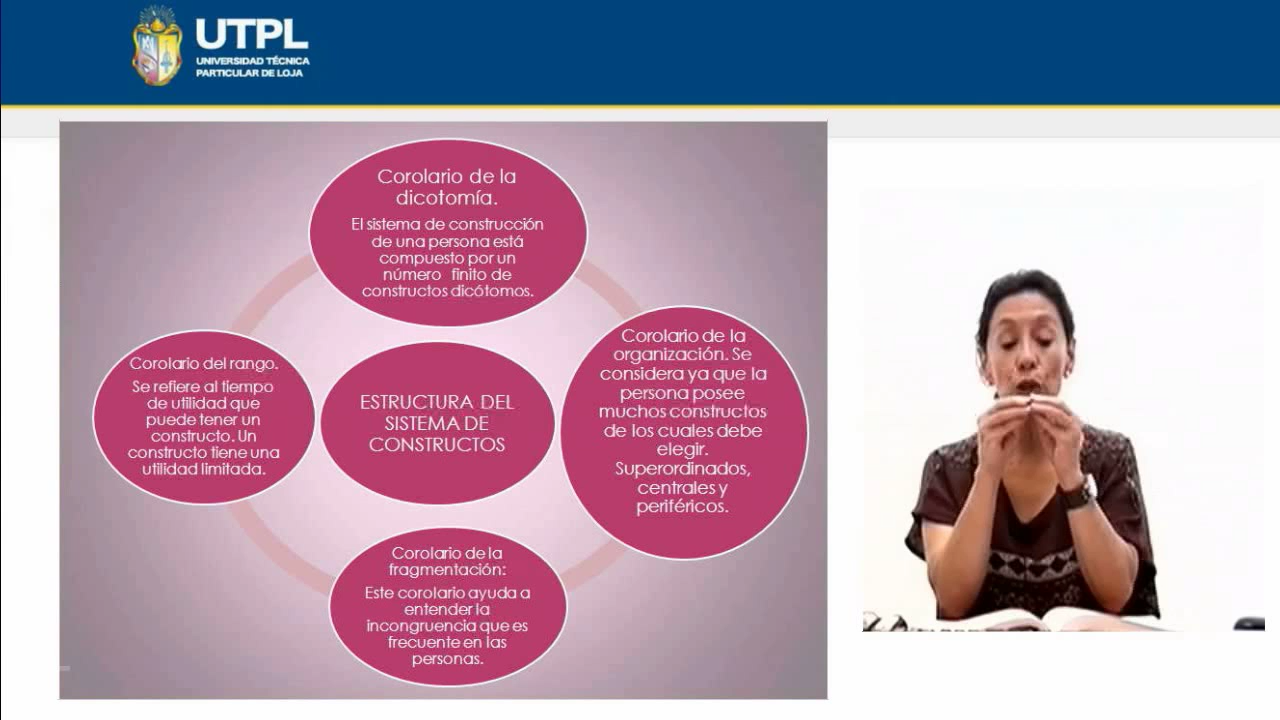 UTPL
UNIVERSIDAD TÉCNICA
PARTICULAR DE LOJA
Corolario de la
dicotomía.
El sistema de construcción
de una persona está
compuesto por un
número finito de
constructos dicótomos.
Corolario de la
organización. Se
considera ya que la
persona posee
muchos constructos
de los cuales debe
elegir.
Superordinados,
centrales y
periféricos.
Corolario de la
fragmentación:
Este corolario ayuda a
entender la
incongruencia que es
frecuente en las
personas.
Corolario del rango.
Se refiere al tiempo
de utilidad que
puede tener un
constructo. Un
constructo tiene una
utilidad limitada.
ESTRUCTURA DEL
SISTEMA DE
CONSTRUCTOS